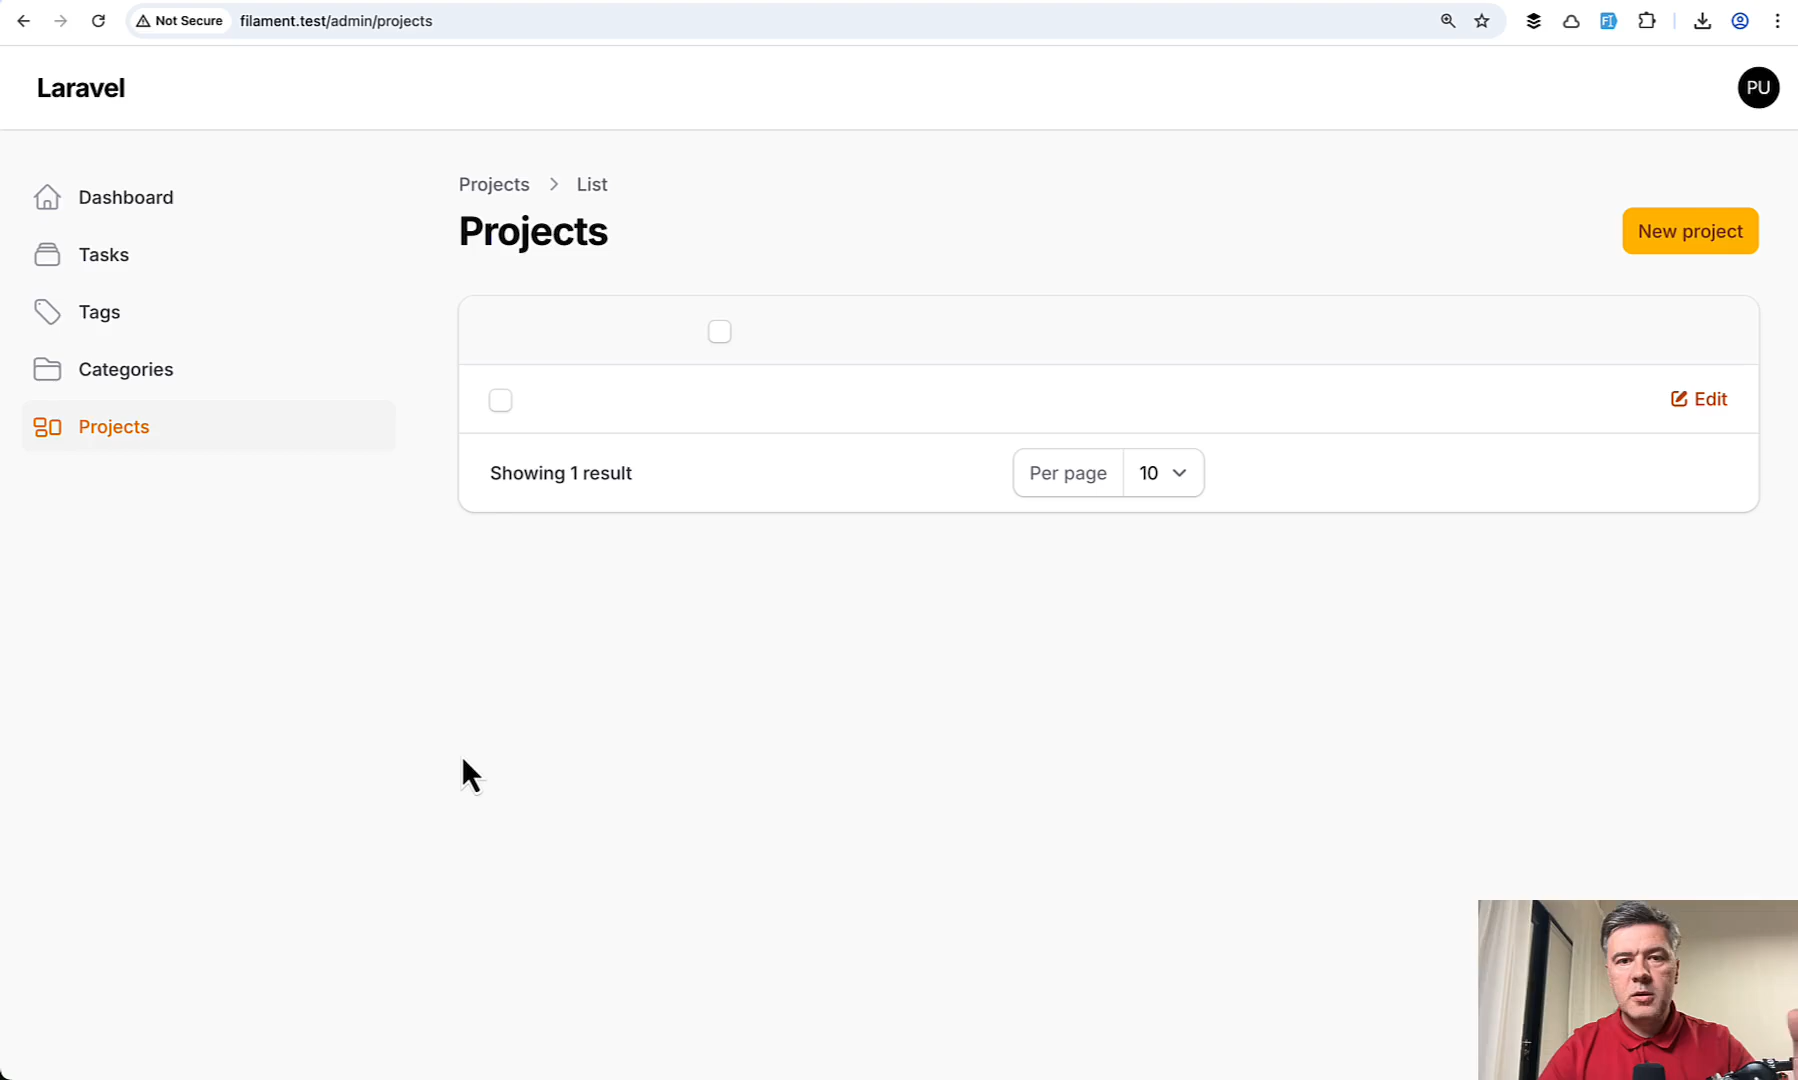 Not Secure filament.test/admin/projects
Laravel
PU
Dashboard
Tasks
Tags
Categories
Projects
Projects List
Projects
New project
Edit
Showing 1 result
Per page 10